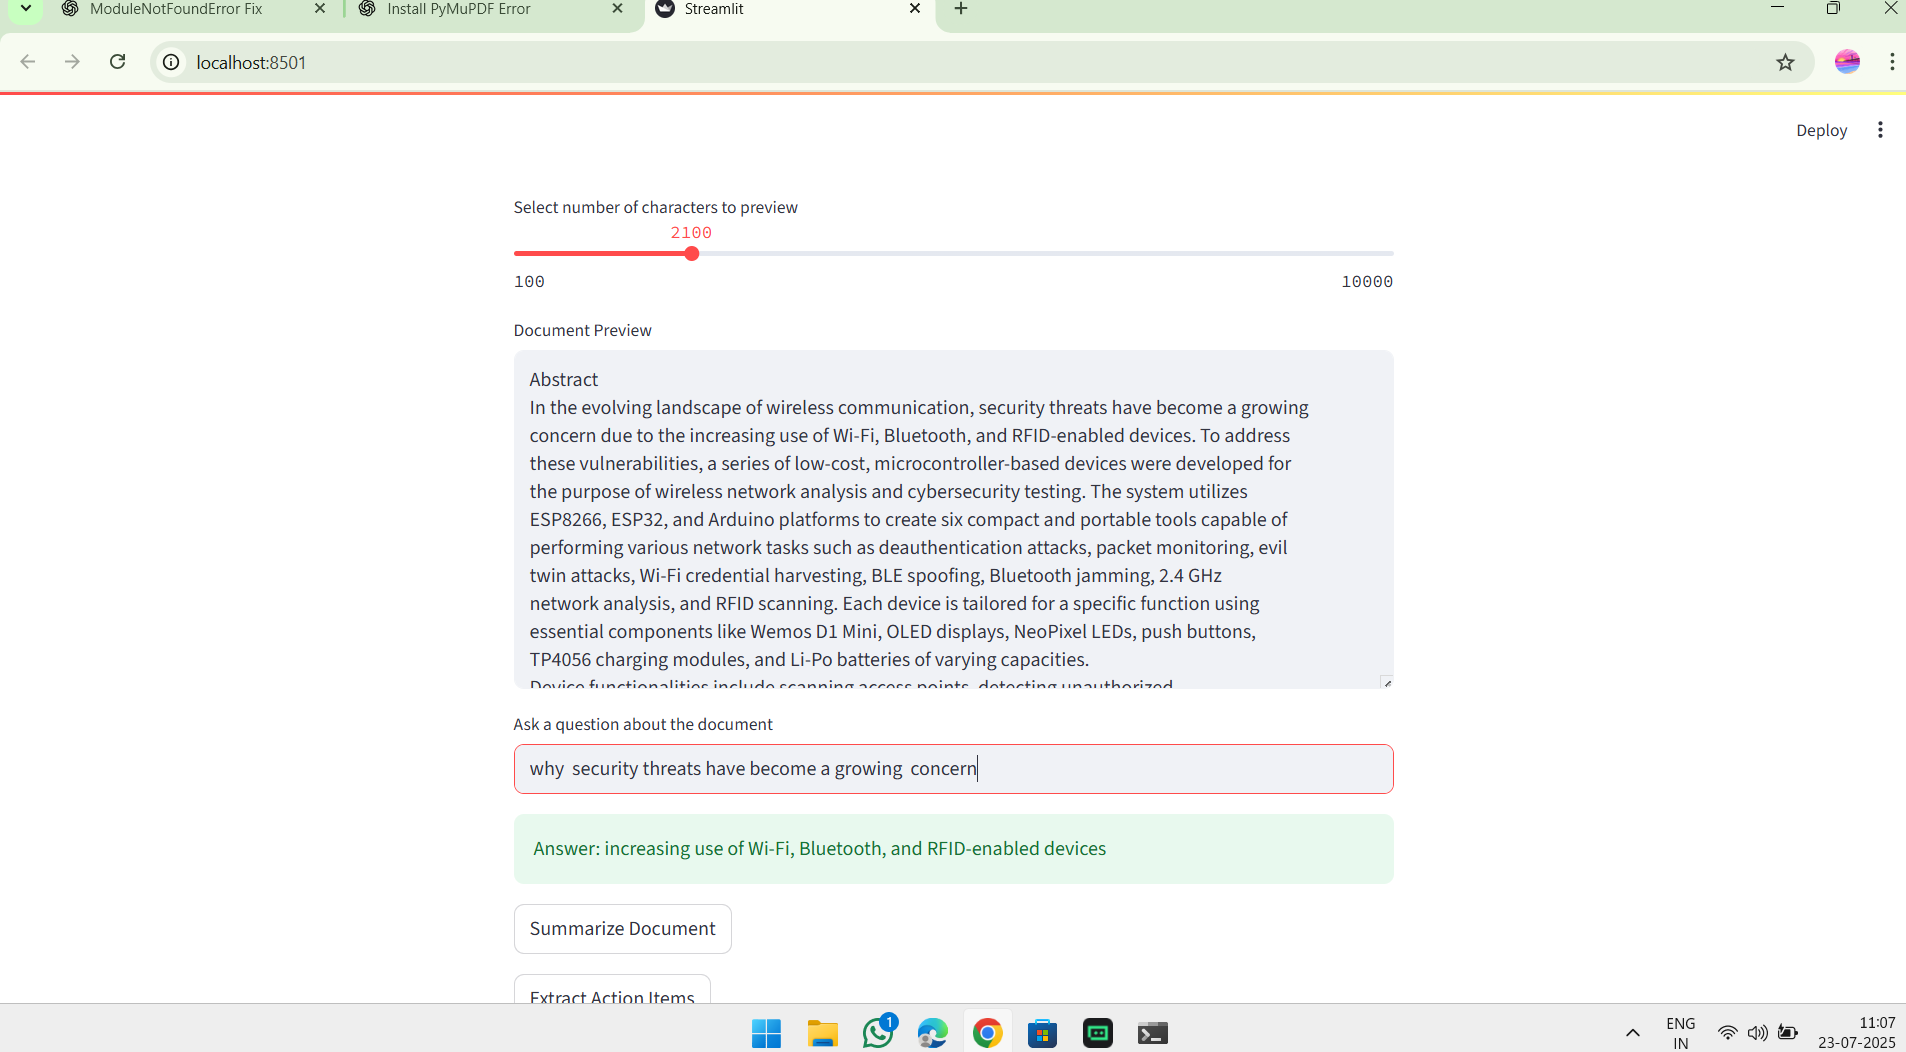 ModuleNotFoundError Fix
Install PyMuPDF Error
Streamlit
localhost:8501
Deploy
Select number of characters to preview
2100
100
10000
Document Preview
Abstract
In the evolving landscape of wireless communication, security threats have become a growing
concern due to the increasing use of Wi-Fi, Bluetooth, and RFID-enabled devices. To address
these vulnerabilities, a series of low-cost, microcontroller-based devices were developed for
the purpose of wireless network analysis and cybersecurity testing. The system utilizes
ESP8266, ESP32, and Arduino platforms to create six compact and portable tools capable of
performing various network tasks such as deauthentication attacks, packet monitoring, evil
twin attacks, Wi-Fi credential harvesting, BLE spoofing, Bluetooth jamming, 2.4 GHz
network analysis, and RFID scanning. Each device is tailored for a specific function using
essential components like Wemos D1 Mini, OLED displays, NeoPixel LEDs, push buttons,
TP4056 charging modules, and Li-Po batteries of varying capacities.
Device functionalities include scanning access points, detecting unauthorized
Ask a question about the document
why  security threats have become a growing  concern
Answer: increasing use of Wi-Fi, Bluetooth, and RFID-enabled devices
Summarize Document
Extract Action Items
1
ENG
IN
11:07
23-07-2025